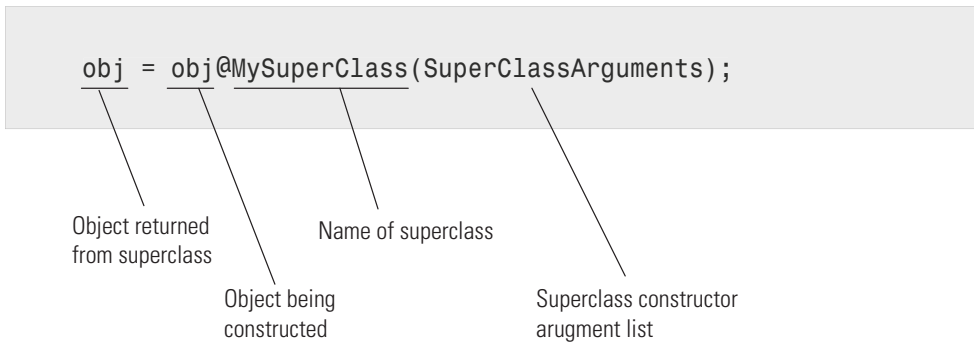 obj = obj@MySuperClass(SuperClassArguments);
Object returned
from superclass
Name of superclass
Object being
constructed
Superclass constructor
arugment list